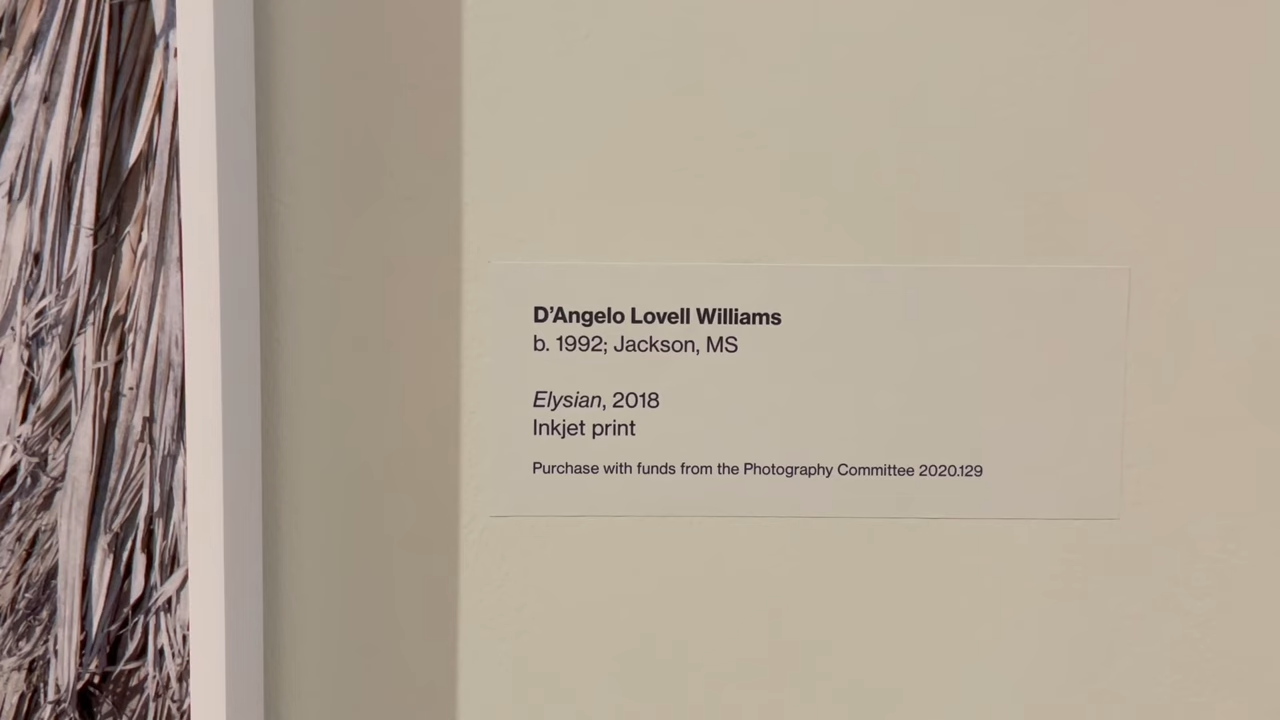 D’Angelo Lovell Williams
b. 1992; Jackson, MS
Elysian, 2018
Inkjet print
Purchase with funds from the Photography Committee 2020.129